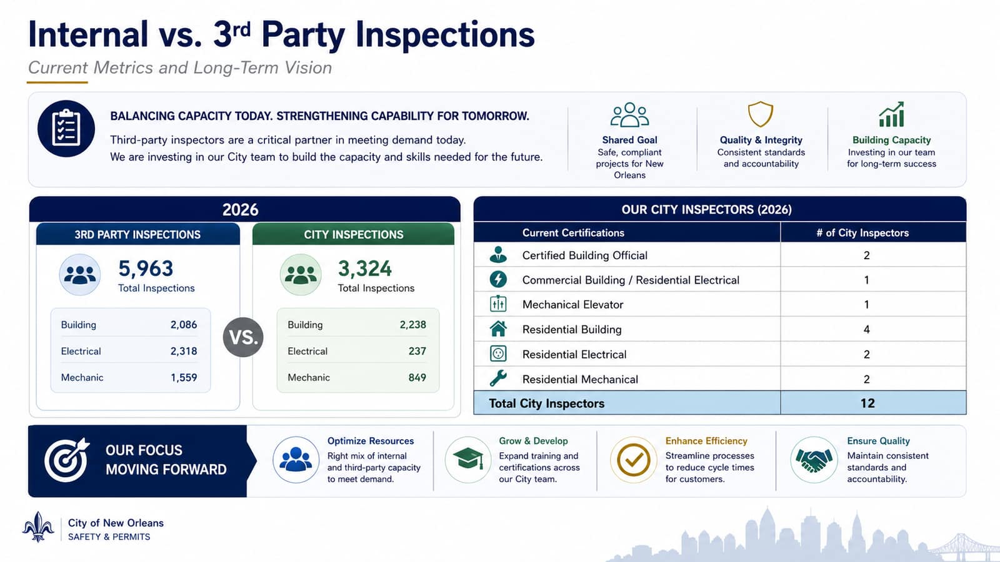 Internal vs. 3rd Party Inspections
Current Metrics and Long-Term Vision
BALANCING CAPACITY TODAY. STRENGTHENING CAPABILITY FOR TOMORROW.
Third-party inspectors are a critical partner in meeting demand today.
We are investing in our City team to build the capacity and skills needed for the future.
Shared Goal
Safe, compliant
projects for New
Orleans
Quality & Integrity
Consistent standards
and accountability
Building Capacity
Investing in our team
for long-term success
2026
3RD PARTY INSPECTIONS
5,963
Total Inspections
Building 2,086
Electrical 2,318
Mechanic 1,559
VS.
CITY INSPECTIONS
3,324
Total Inspections
Building 2,238
Electrical 237
Mechanic 849
OUR CITY INSPECTORS (2026)
Current Certifications # of City Inspectors
Certified Building Official 2
Commercial Building / Residential Electrical 1
Mechanical Elevator 1
Residential Building 4
Residential Electrical 2
Residential Mechanical 2
Total City Inspectors 12
OUR FOCUS
MOVING FORWARD
Optimize Resources
Right mix of internal
and third-party capacity
to meet demand.
Grow & Develop
Expand training and
certifications across
our City team.
Enhance Efficiency
Streamline processes
to reduce cycle times
for customers.
Ensure Quality
Maintain consistent
standards and
accountability.
City of New Orleans
SAFETY & PERMITS